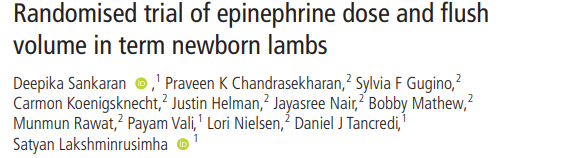 Randomised trial of epinephrine dose and flush
volume in term newborn lambs
Deepika Sankaran iD ,1 Praveen K Chandrasekharan,2 Sylvia F Gugino,2
Carmon Koenigsknecht,2 Justin Helman,2 Jayasree Nair,2 Bobby Mathew,2
Munmun Rawat,2 Payam Vali,1 Lori Nielsen,2 Daniel J Tancredi,1
Satyan Lakshminrusimha iD 1